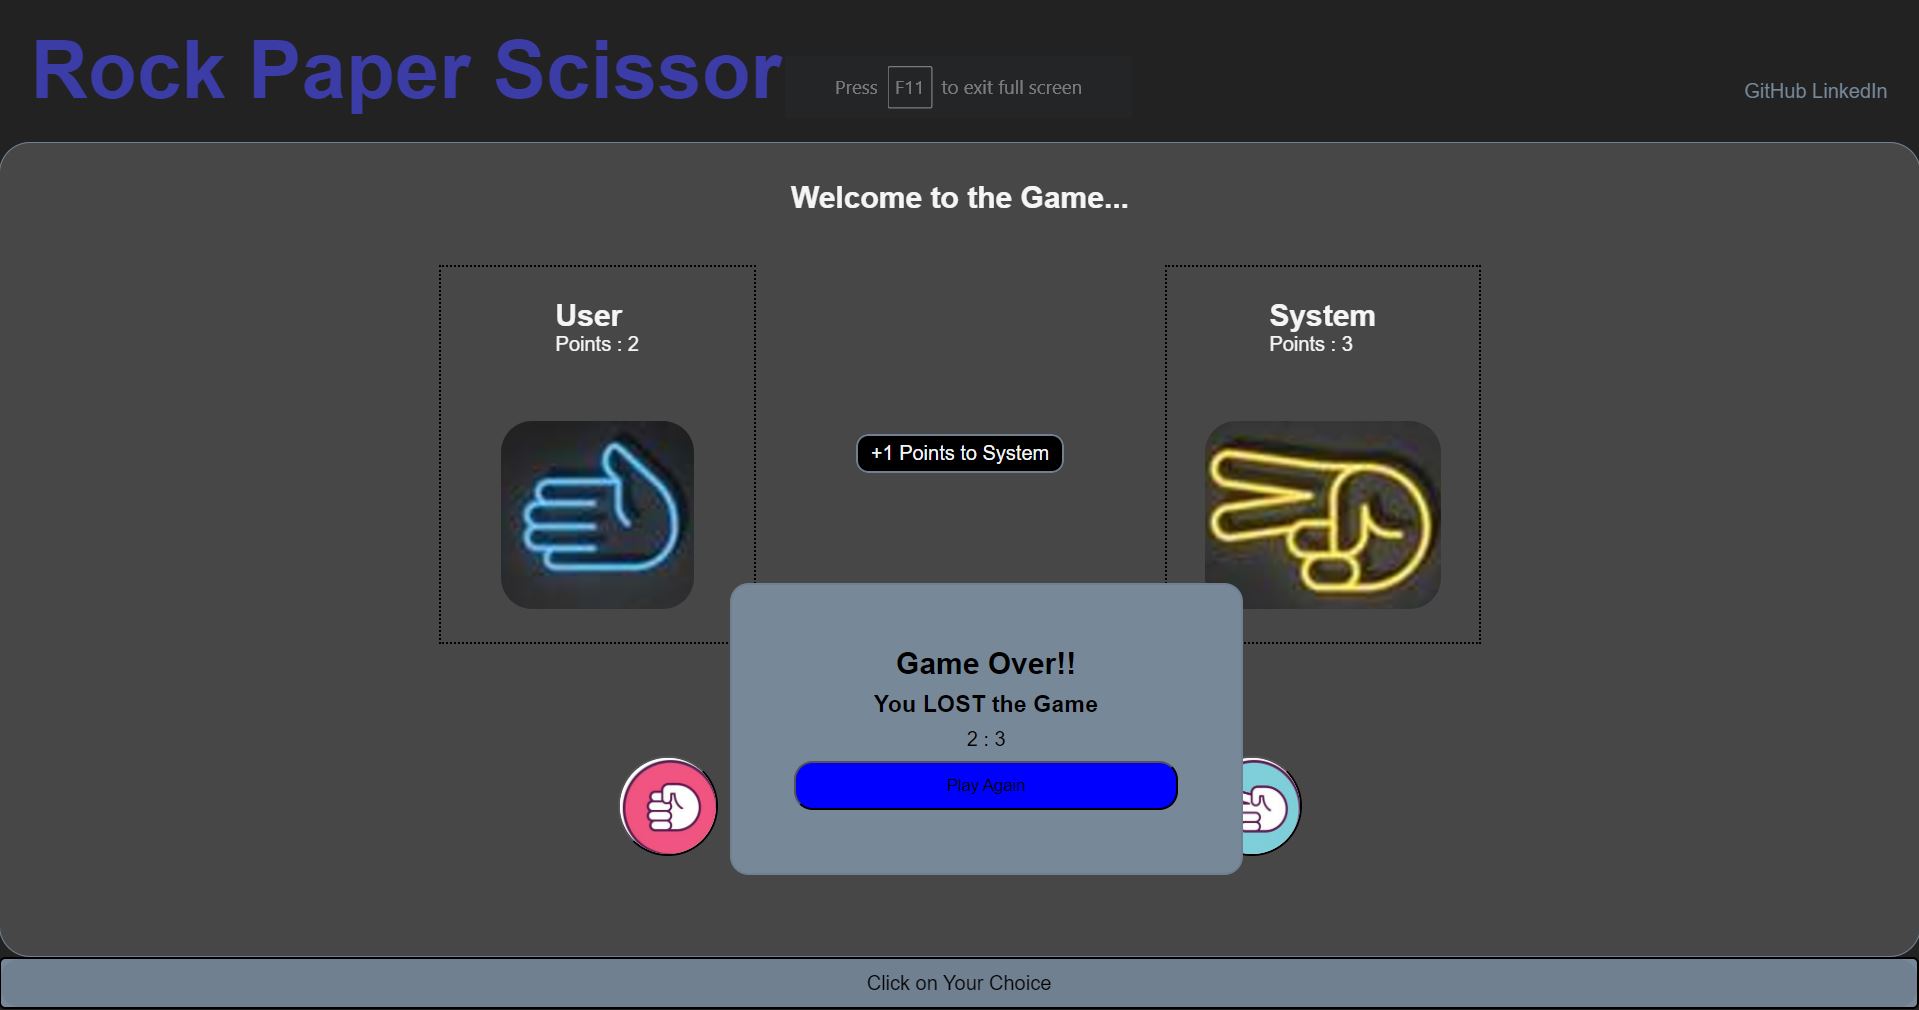 Rock Paper Scissor
Press F11 to exit full screen
GitHub LinkedIn
Welcome to the Game...
User
Points : 2
System
Points : 3
+1 Points to System
Game Over!!
You LOST the Game
2 : 3
Play Again
Click on Your Choice